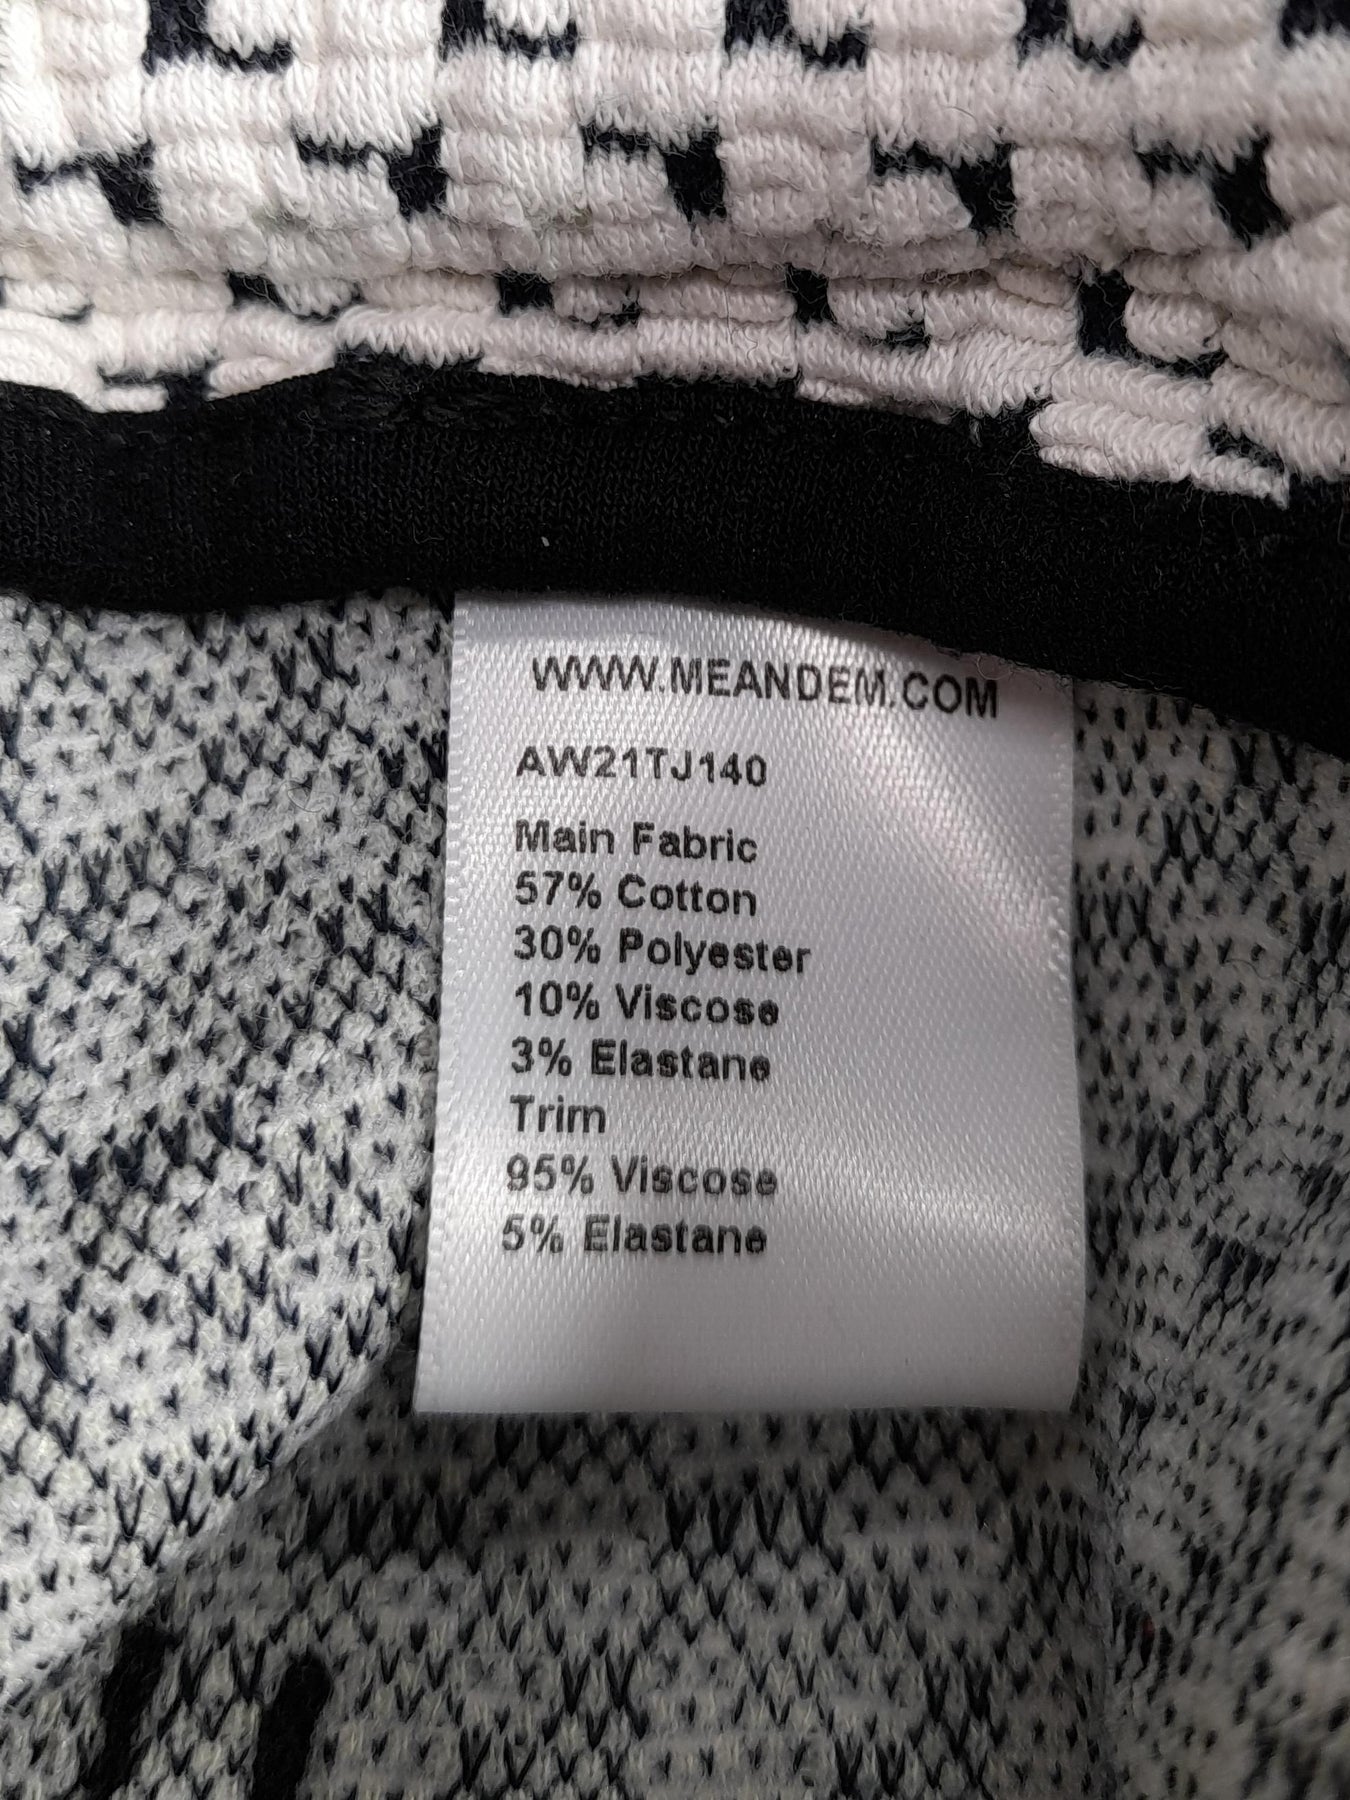 WWW.MEANDEM.COM
AW21TJ140
Main Fabric
57% Cotton
30% Polyester
10% Viscose
3% Elastane
Trim
95% Viscose
5% Elastane